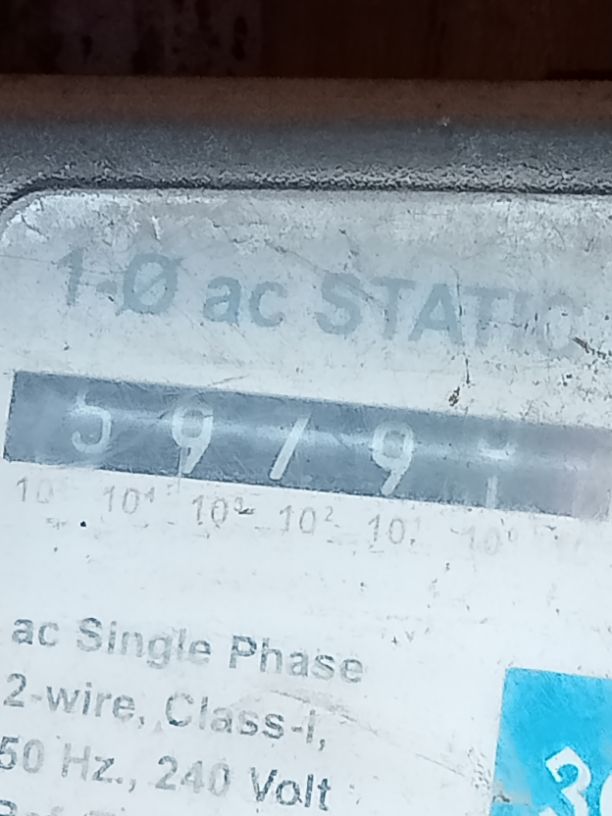 1-Ø ac STATIC
5 9 7 9
10⁵ 10⁴ 10³ 10² 10¹ 10⁰
ac Single Phase
2-wire, Class-I,
50 Hz., 240 Volt